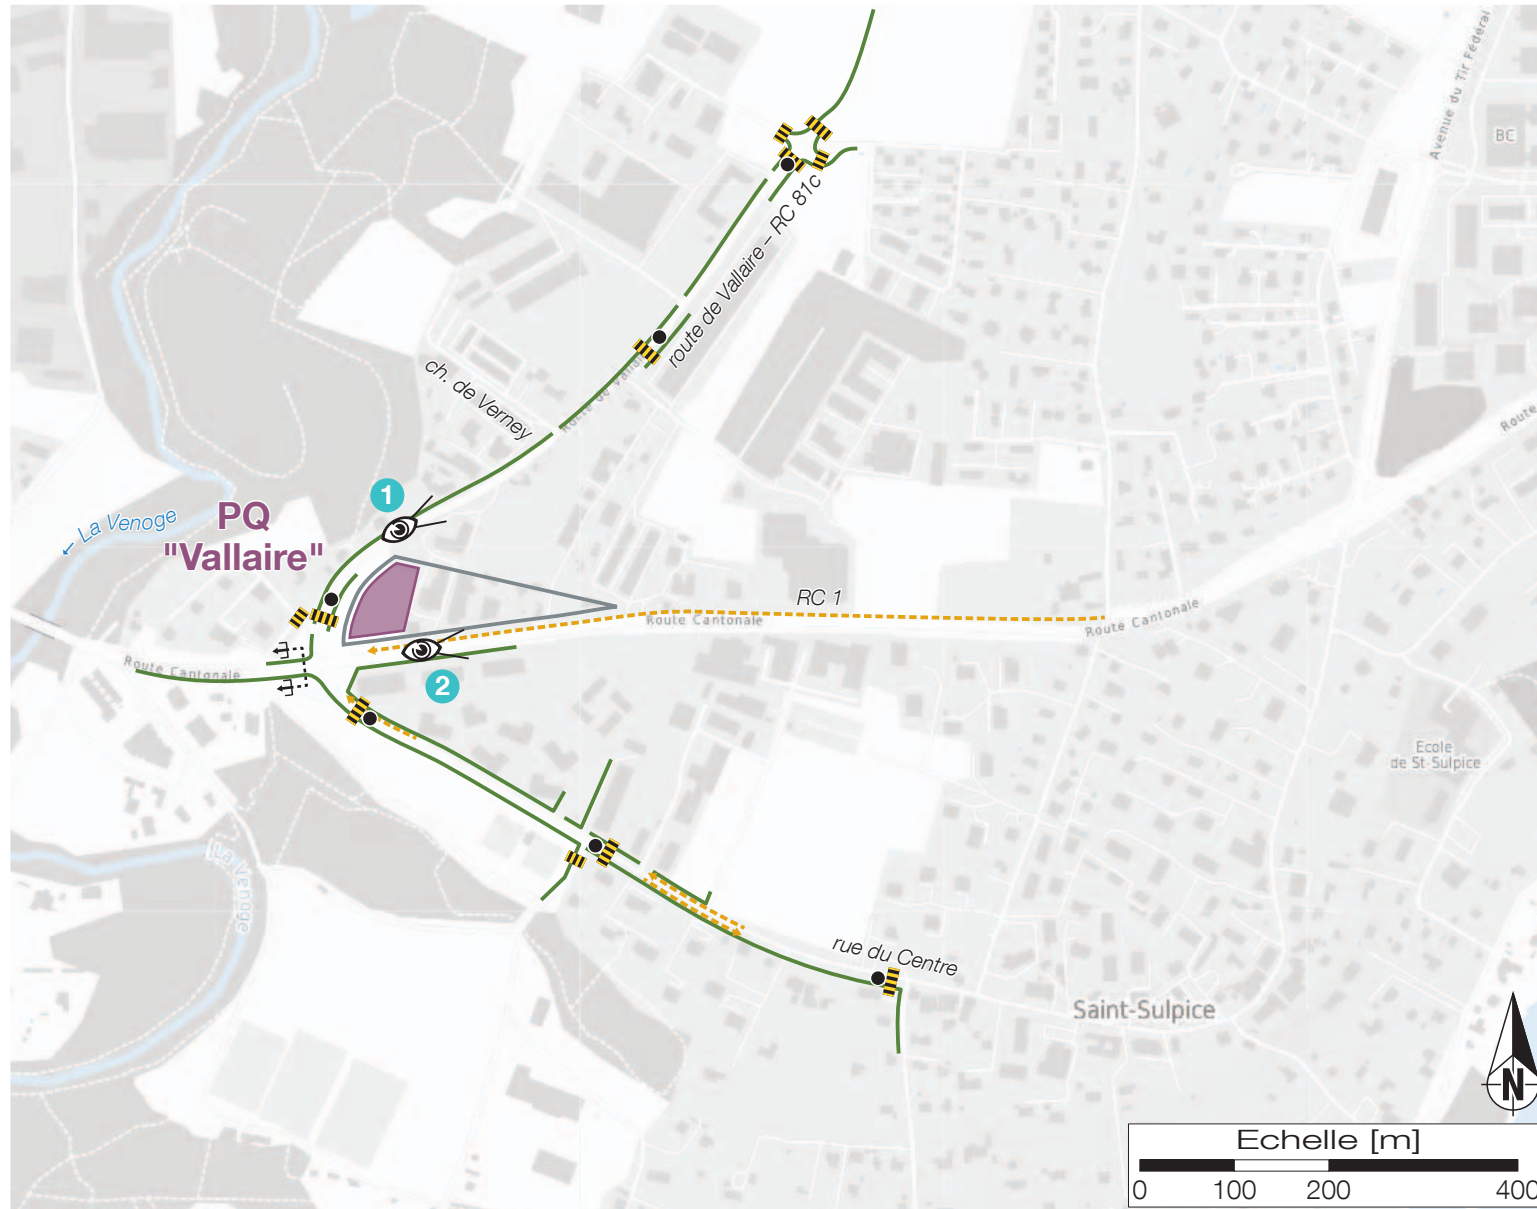 Avenue du Tir Fédéral
BC
route de Vallaire – RC 81c
Route de Valla
ch. de Verney
Route
1
PQ
"Vallaire"
← La Venoge
RC 1
Route Cantonale
Route Cantonale
Route Cantonale
2
Ecole
de St-Sulpice
La Venoge
rue du Centre
Saint-Sulpice
N
Echelle [m]
0 100 200 400